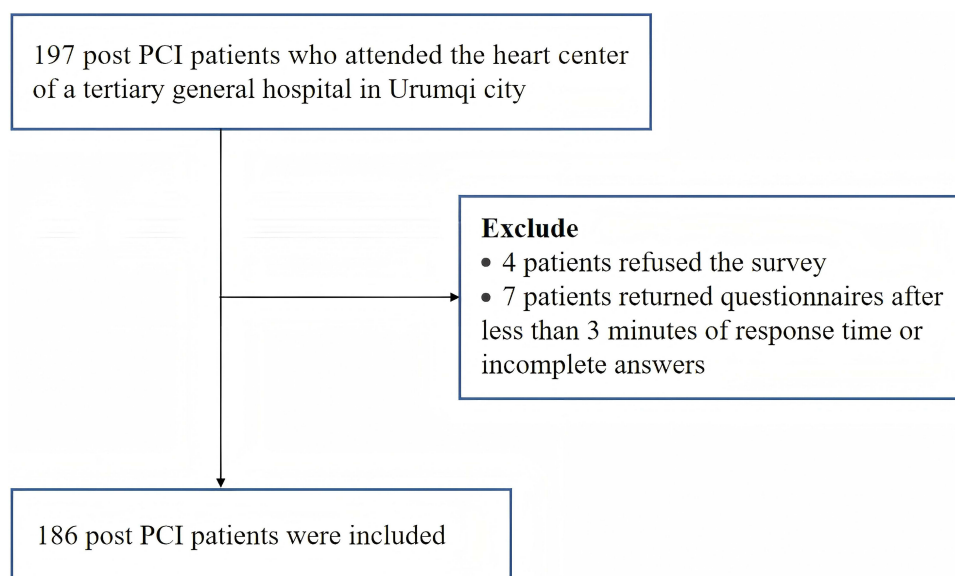 197 post PCI patients who attended the heart center
of a tertiary general hospital in Urumqi city
Exclude
• 4 patients refused the survey
• 7 patients returned questionnaires after
less than 3 minutes of response time or
incomplete answers
186 post PCI patients were included